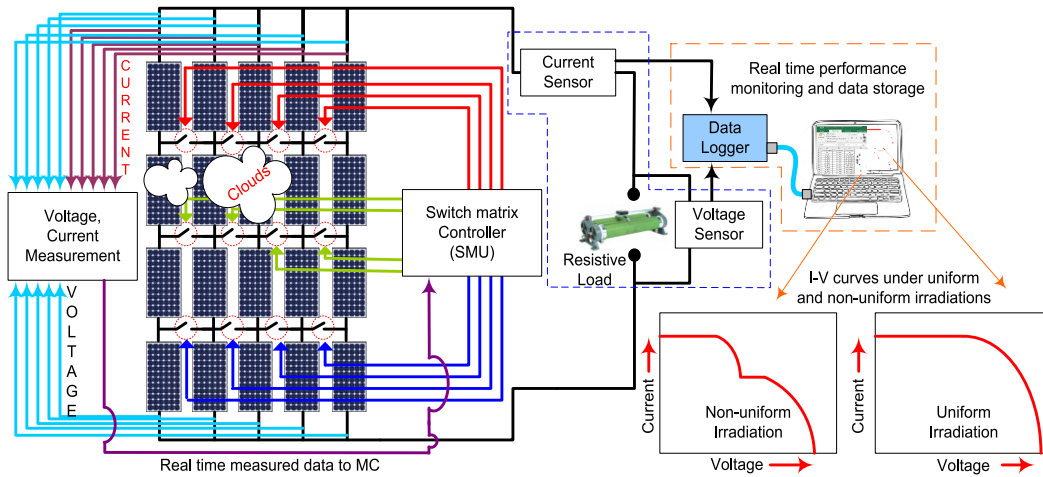 CURRENT
VOLTAGE
Voltage,
Current
Measurement
Clouds
Switch matrix
Controller
(SMU)
Real time measured data to MC
Current
Sensor
Data
Logger
Voltage
Sensor
Resistive
Load
Real time performance
monitoring and data storage
I-V curves under uniform
and non-uniform irradiations
Current
Non-uniform
Irradiation
Voltage
Current
Uniform
Irradiation
Voltage